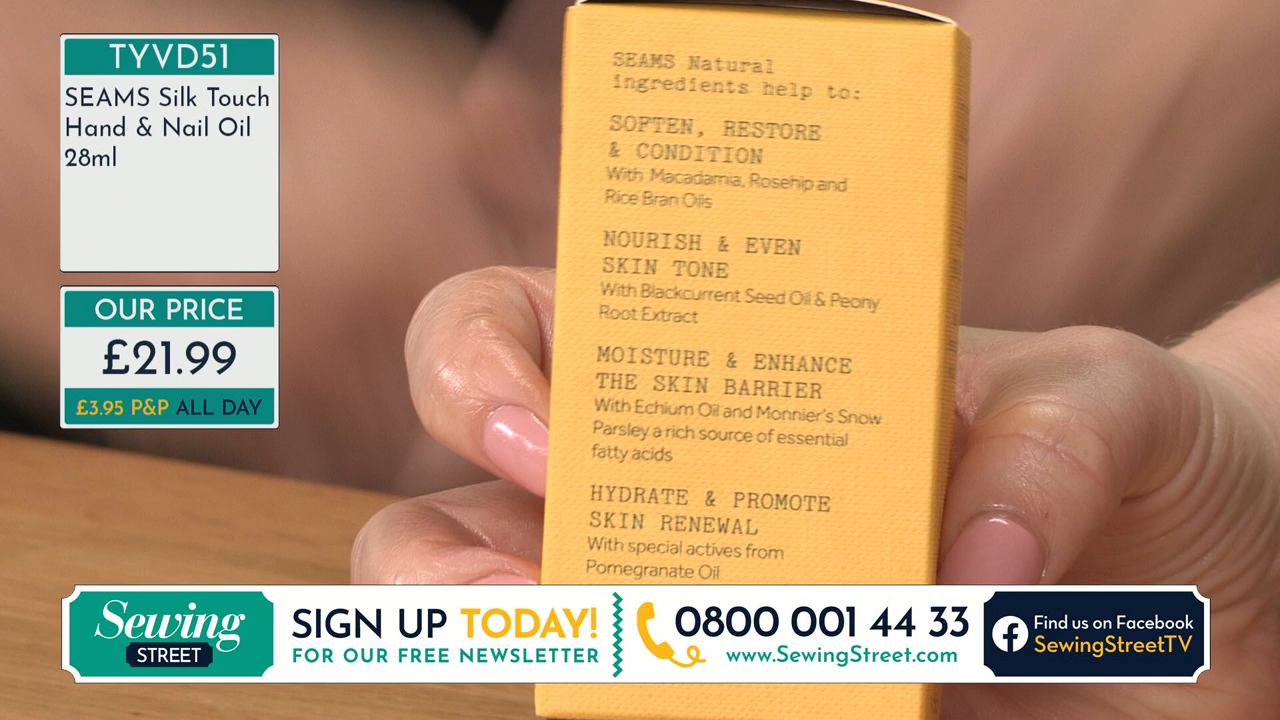 TYVD51
SEAMS Silk Touch
Hand & Nail Oil
28ml
OUR PRICE
£21.99
£3.95 P&P ALL DAY
SEAMS Natural
ingredients help to:
SOFTEN, RESTORE
& CONDITION
With Macadamia, Rosehip and
Rice Bran Oils
NOURISH & EVEN
SKIN TONE
With Blackcurrent Seed Oil & Peony
Root Extract
MOISTURE & ENHANCE
THE SKIN BARRIER
With Echium Oil and Monnier's Snow
Parsley a rich source of essential
fatty acids
HYDRATE & PROMOTE
SKIN RENEWAL
With special actives from
Pomegranate Oil
Sewing
STREET
SIGN UP TODAY!
FOR OUR FREE NEWSLETTER
0800 001 44 33
www.SewingStreet.com
Find us on Facebook
SewingStreetTV